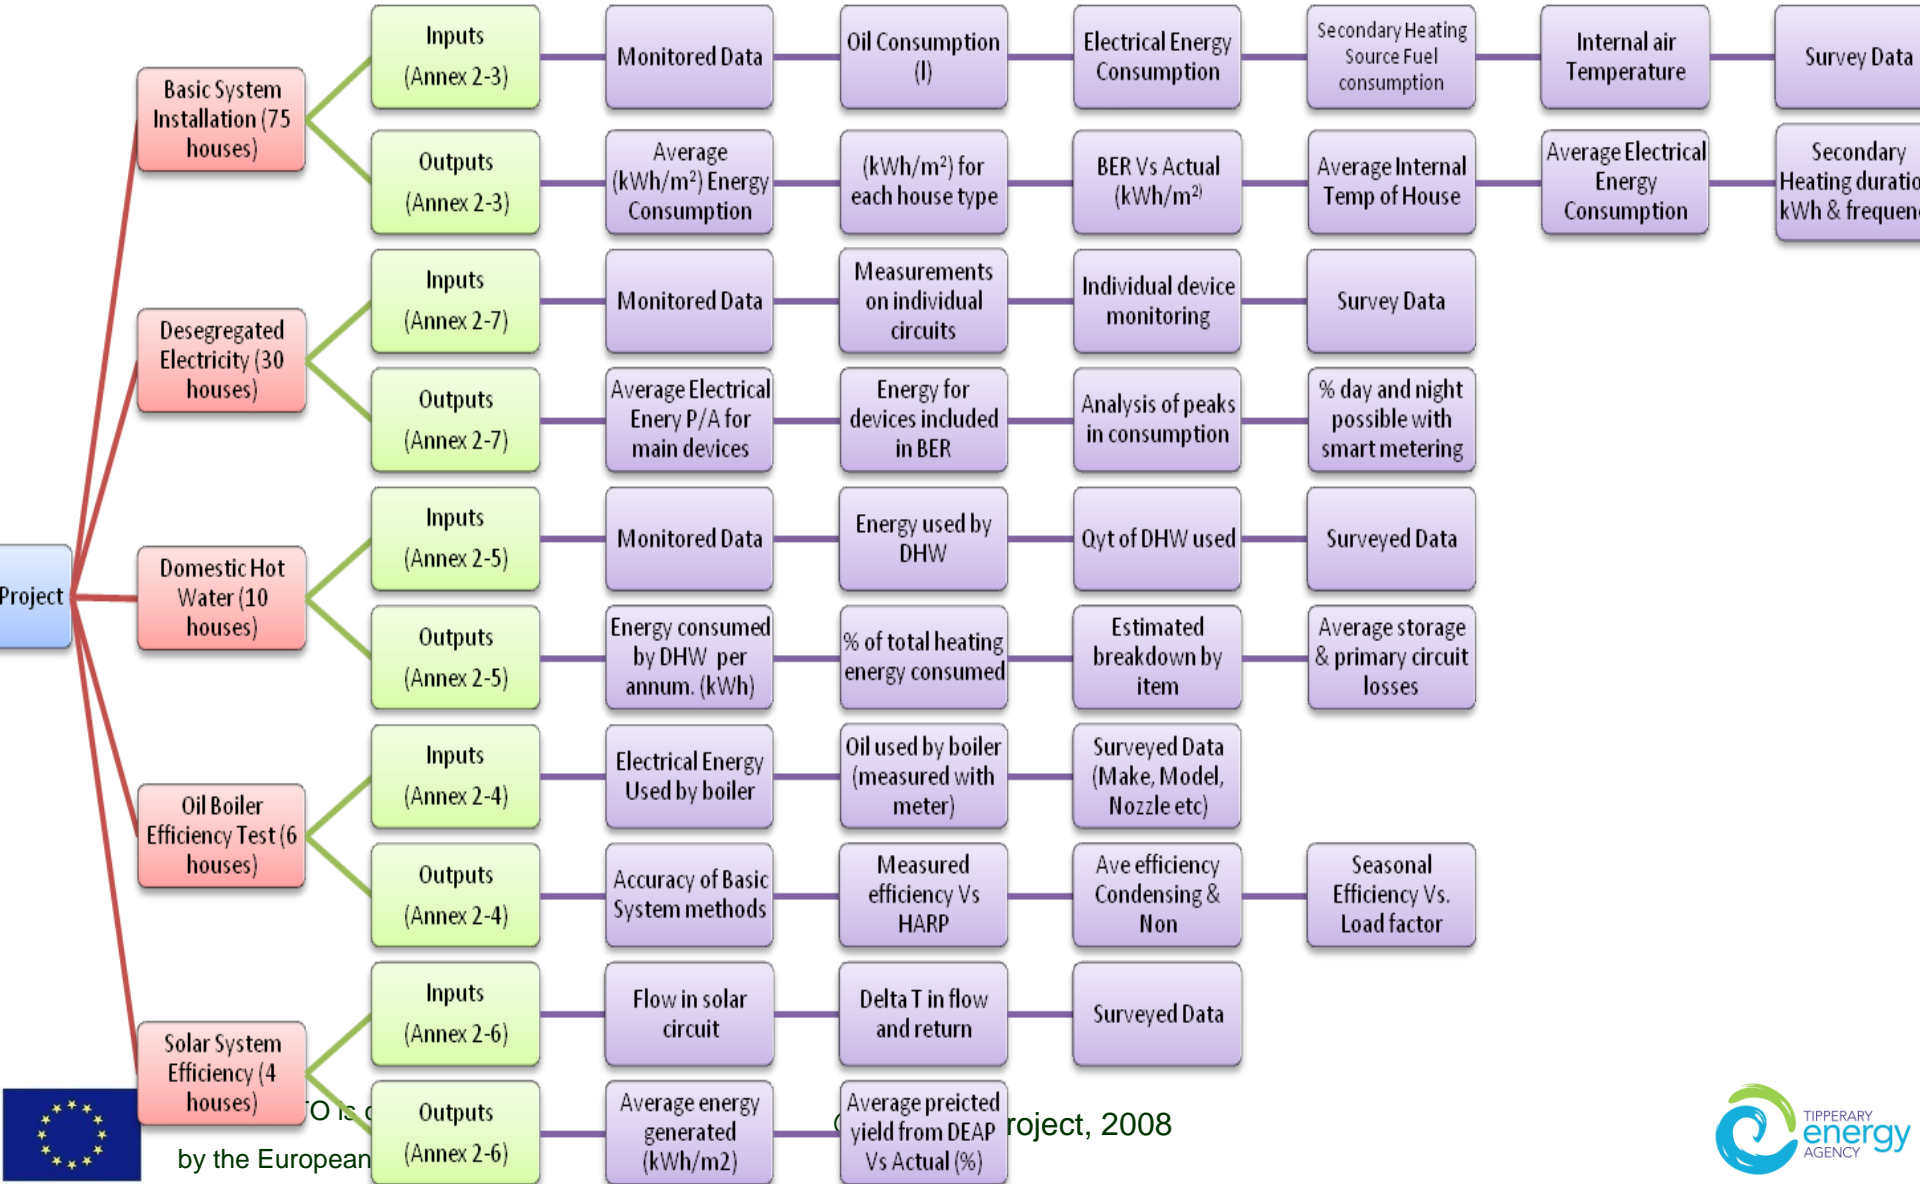 Project
Basic System
Installation (75
houses)
Inputs
(Annex 2-3)
Monitored Data
Oil Consumption
(l)
Electrical Energy
Consumption
Secondary Heating
Source Fuel
consumption
Internal air
Temperature
Survey Data
Outputs
(Annex 2-3)
Average
(kWh/m²) Energy
Consumption
(kWh/m²) for
each house type
BER Vs Actual
(kWh/m²)
Average Internal
Temp of House
Average Electrical
Energy
Consumption
Secondary
Heating duratio
kWh & frequen
Desegregated
Electricity (30
houses)
Inputs
(Annex 2-7)
Monitored Data
Measurements
on individual
circuits
Individual device
monitoring
Survey Data
Outputs
(Annex 2-7)
Average Electrical
Enery P/A for
main devices
Energy for
devices included
in BER
Analysis of peaks
in consumption
% day and night
possible with
smart metering
Domestic Hot
Water (10
houses)
Inputs
(Annex 2-5)
Monitored Data
Energy used by
DHW
Qyt of DHW used
Surveyed Data
Outputs
(Annex 2-5)
Energy consumed
by DHW per
annum. (kWh)
% of total heating
energy consumed
Estimated
breakdown by
item
Average storage
& primary circuit
losses
Oil Boiler
Efficiency Test (6
houses)
Inputs
(Annex 2-4)
Electrical Energy
Used by boiler
Oil used by boiler
(measured with
meter)
Surveyed Data
(Make, Model,
Nozzle etc)
Outputs
(Annex 2-4)
Accuracy of Basic
System methods
Measured
efficiency Vs
HARP
Ave efficiency
Condensing &
Non
Seasonal
Efficiency Vs.
Load factor
Solar System
Efficiency (4
houses)
Inputs
(Annex 2-6)
Flow in solar
circuit
Delta T in flow
and return
Surveyed Data
Outputs
(Annex 2-6)
Average energy
generated
(kWh/m2)
Average preicted
yield from DEAP
Vs Actual (%)
TO is
by the European
roject, 2008
TIPPERARY
energy
AGENCY